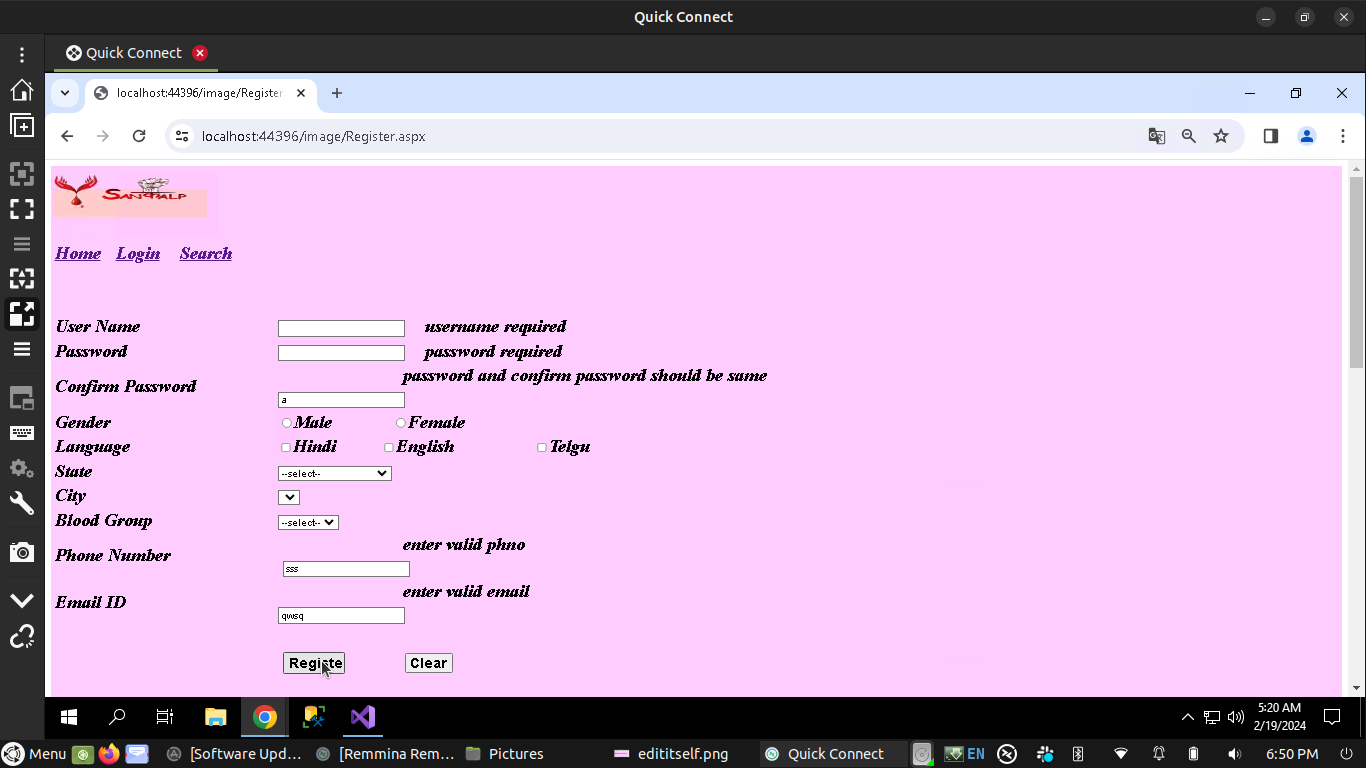 Quick Connect
Quick Connect
localhost:44396/image/Register
localhost:44396/image/Register.aspx
SANKALP
Home Login Search
User Name username required
Password password required
password and confirm password should be same
Confirm Password
a
Gender Male Female
Language Hindi English Telgu
State --select--
City
Blood Group --select--
enter valid phno
Phone Number
sss
enter valid email
Email ID
qwsq
Registe Clear
5:20 AM
2/19/2024
Menu [Software Upd... [Remmina Rem... Pictures edititself.png Quick Connect EN 6:50 PM